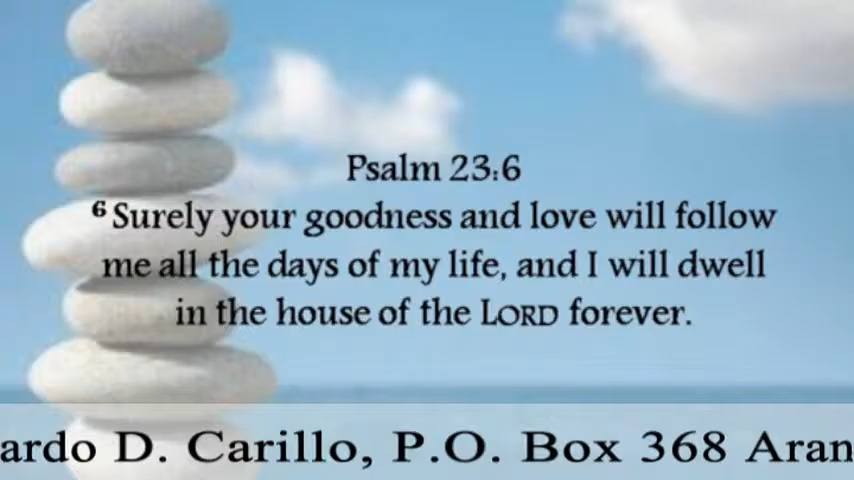 Psalm 23:6
⁶ Surely your goodness and love will follow
me all the days of my life, and I will dwell
in the house of the LORD forever.
ardo D. Carillo, P.O. Box 368 Aran